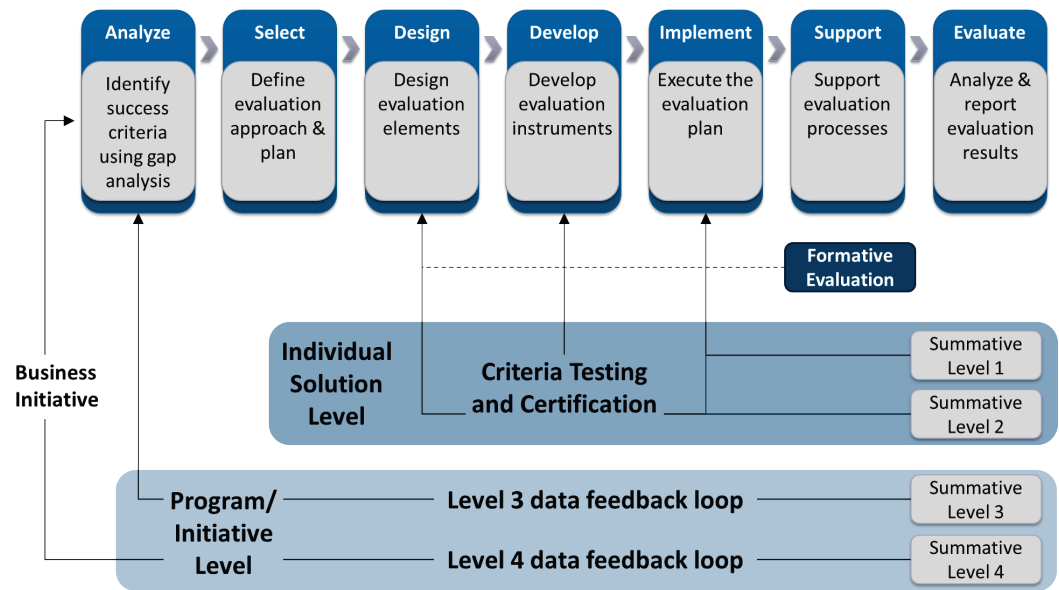 Analyze
Select
Design
Develop
Implement
Support
Evaluate
Identify
success
criteria
using gap
analysis
Define
evaluation
approach &
plan
Design
evaluation
elements
Develop
evaluation
instruments
Execute the
evaluation
plan
Support
evaluation
processes
Analyze &
report
evaluation
results
Formative
Evaluation
Business
Initiative
Individual
Solution
Level
Criteria Testing
and Certification
Summative
Level 1
Summative
Level 2
Program/
Initiative
Level
Level 3 data feedback loop
Level 4 data feedback loop
Summative
Level 3
Summative
Level 4